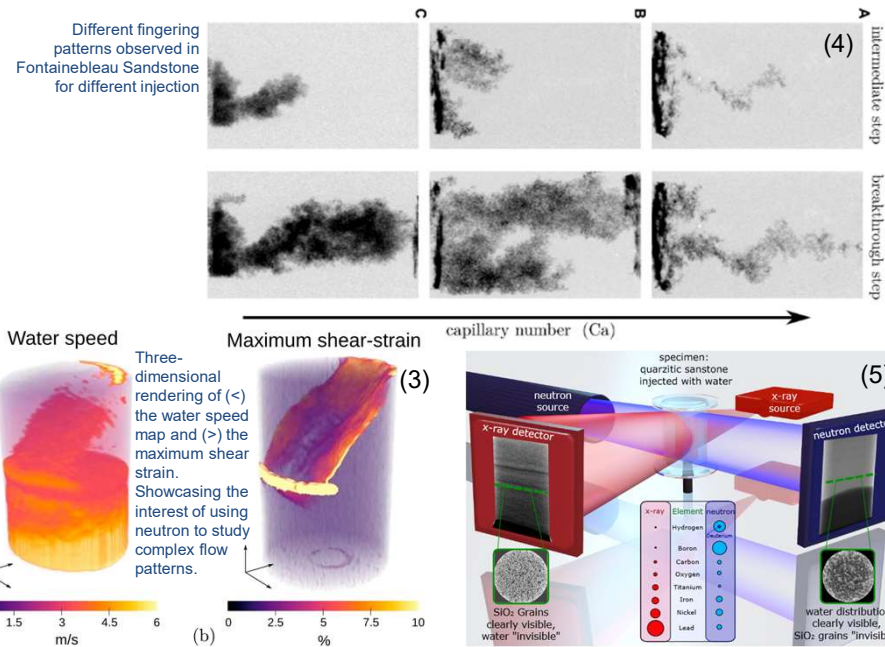 Different fingering
patterns observed in
Fontainebleau Sandstone
for different injection
C
B
A
(4)
intermediate step
breakthrough step
capillary number (Ca)
Water speed
Three-
dimensional
rendering of (<)
the water speed
map and (>) the
maximum shear
strain.
Showcasing the
interest of using
neutron to study
complex flow
patterns.
1.5 3 4.5 6
m/s
(b)
Maximum shear-strain
(3)
0 2.5 5 7.5 10
%
specimen:
quarzitic sanstone
injected with water
(5)
neutron
source
x-ray
source
x-ray detector
neutron detecto
x-ray Element neutron
Hydrogen
Deuterium
Boron
Carbon
Oxygen
Titanium
Iron
Nickel
Lead
SiO₂ Grains
clearly visible,
water "invisible"
water distributio
clearly visible,
SiO₂ grains "invisib